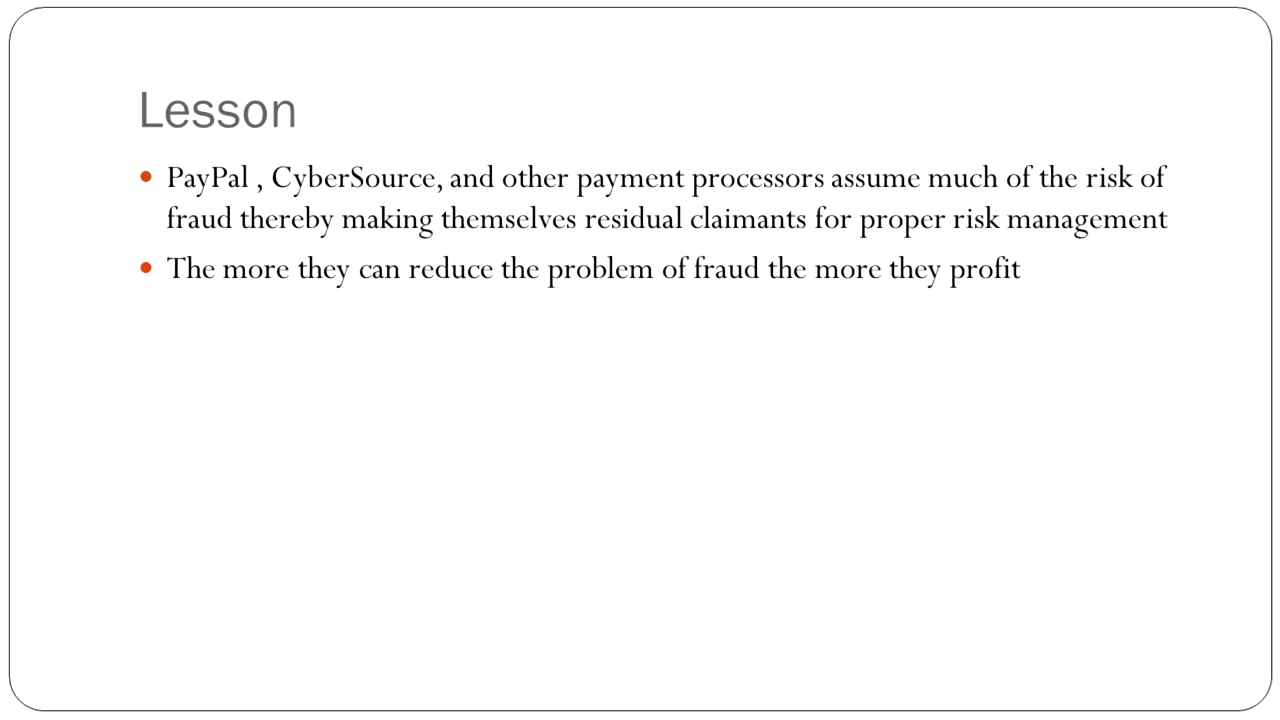 Lesson
PayPal , CyberSource, and other payment processors assume much of the risk of
fraud thereby making themselves residual claimants for proper risk management
The more they can reduce the problem of fraud the more they profit